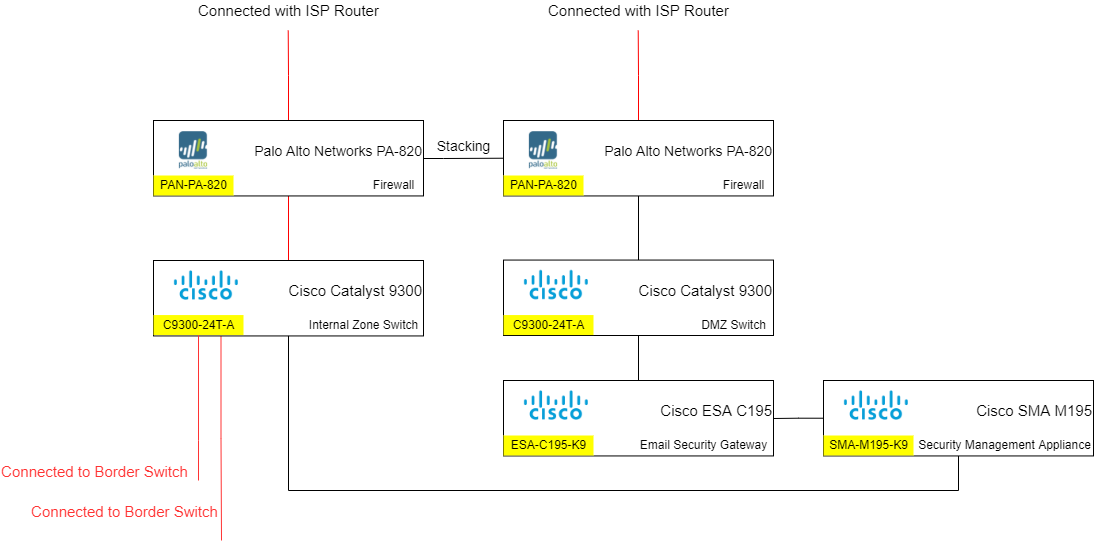 Connected with ISP Router
Connected with ISP Router
paloalto
Palo Alto Networks PA-820
PAN-PA-820
Firewall
Stacking
paloalto
Palo Alto Networks PA-820
PAN-PA-820
Firewall
CISCO
Cisco Catalyst 9300
C9300-24T-A
Internal Zone Switch
CISCO
Cisco Catalyst 9300
C9300-24T-A
DMZ Switch
CISCO
Cisco ESA C195
ESA-C195-K9
Email Security Gateway
CISCO
Cisco SMA M195
SMA-M195-K9
Security Management Appliance
Connected to Border Switch
Connected to Border Switch